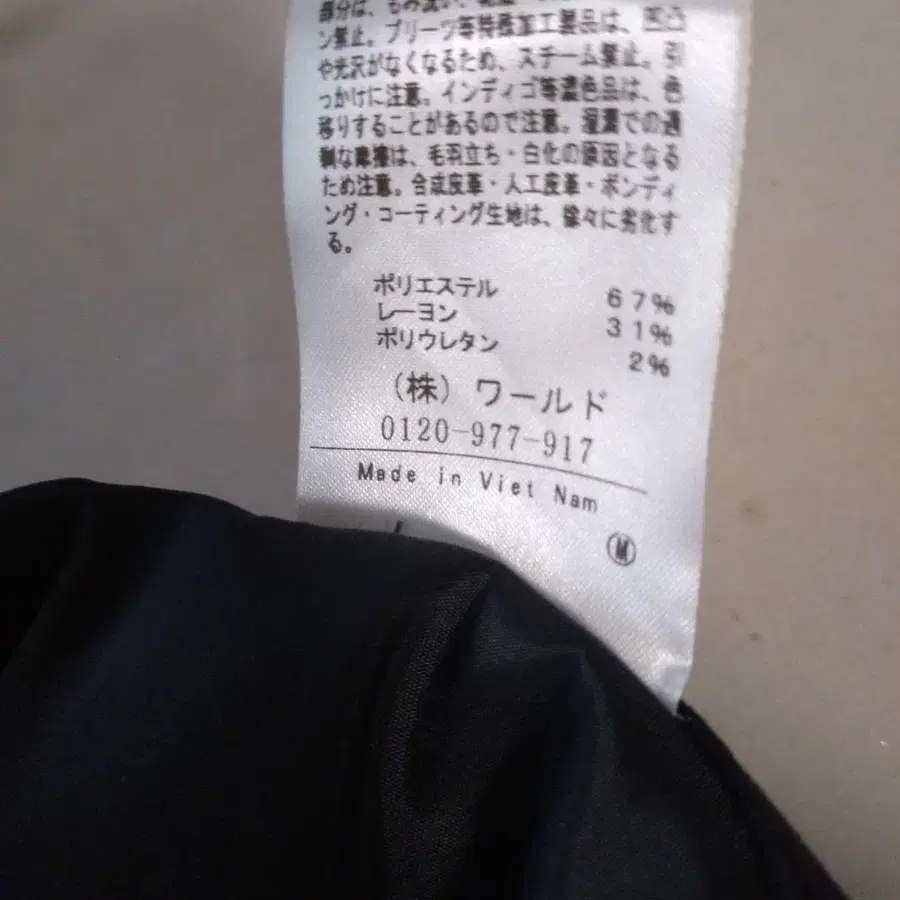 ン禁止。プリーツ等特殊加工製品は、凹凸
や光沢がなくなるため、スチーム禁止。引
っかけに注意。インディゴ等濃色品は、色
移りすることがあるので注意。湿潤での過
剰な摩擦は、毛羽立ち・白化の原因となる
ため注意。合成皮革・人工皮革・ボンディ
ング・コーティング生地は、徐々に劣化す
る。
ポリエステル 67%
レーヨン 31%
ポリウレタン 2%
(株)ワールド
0120-977-917
Made in Viet Nam
Ⓜ